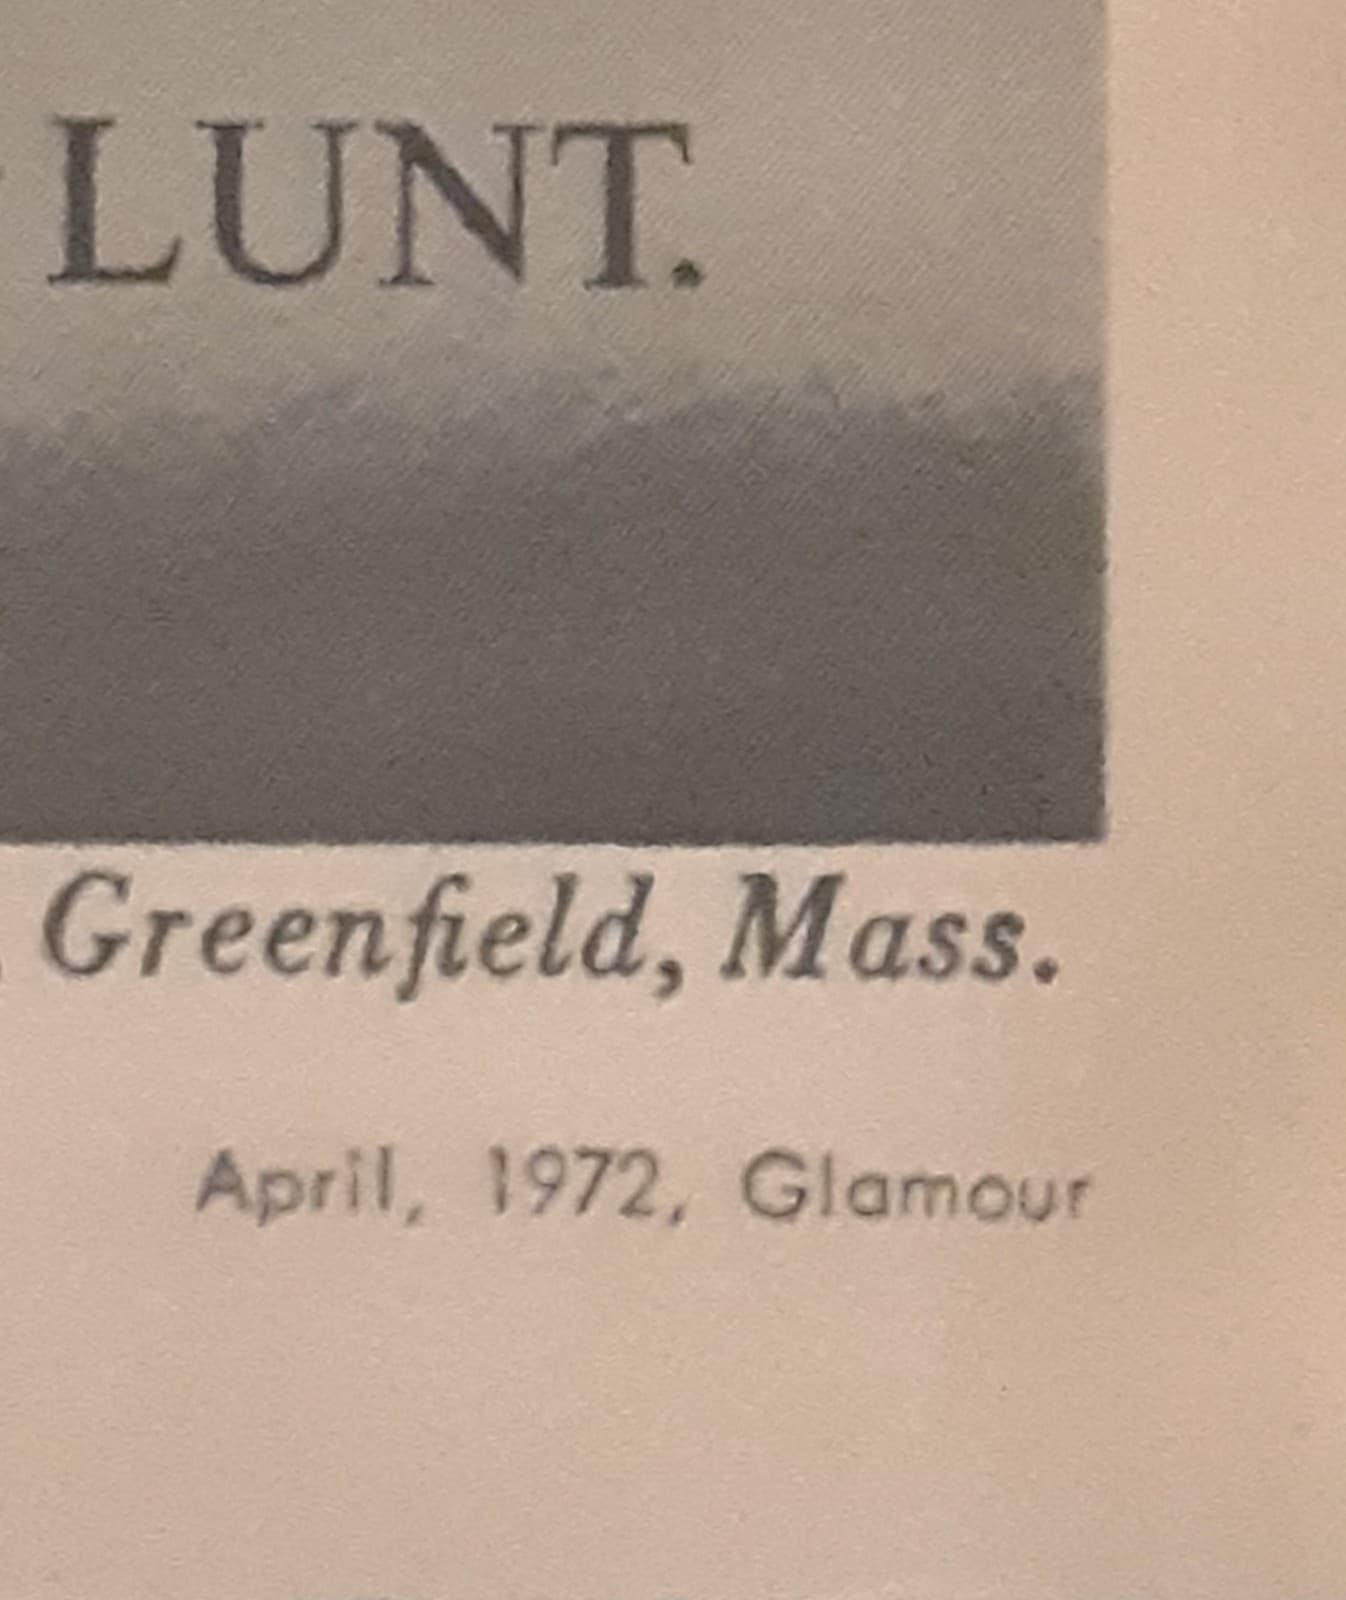 LUNT.
, Greenfield, Mass.
April, 1972, Glamour